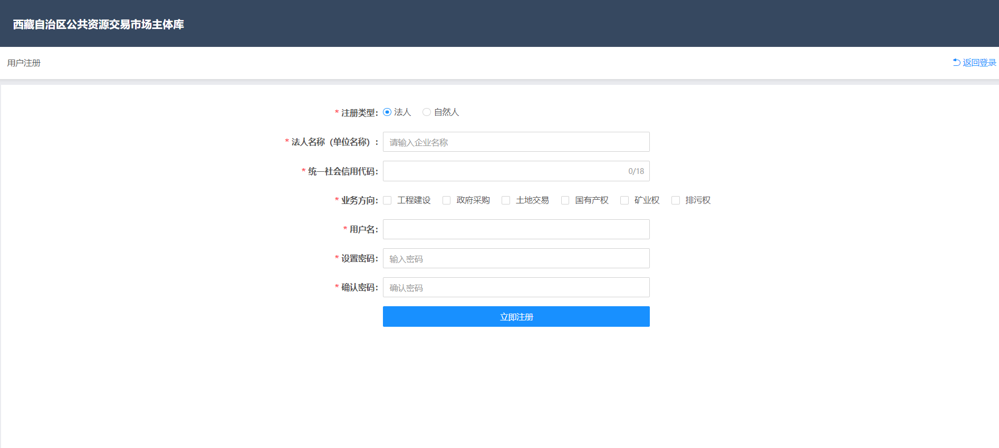 西藏自治区公共资源交易市场主体库
用户注册
返回登录
* 注册类型： 法人 自然人
* 法人名称（单位名称）： 请输入企业名称
* 统一社会信用代码： 0/18
* 业务方向： 工程建设 政府采购 土地交易 国有产权 矿业权 排污权
* 用户名：
* 设置密码： 输入密码
* 确认密码： 确认密码
立即注册